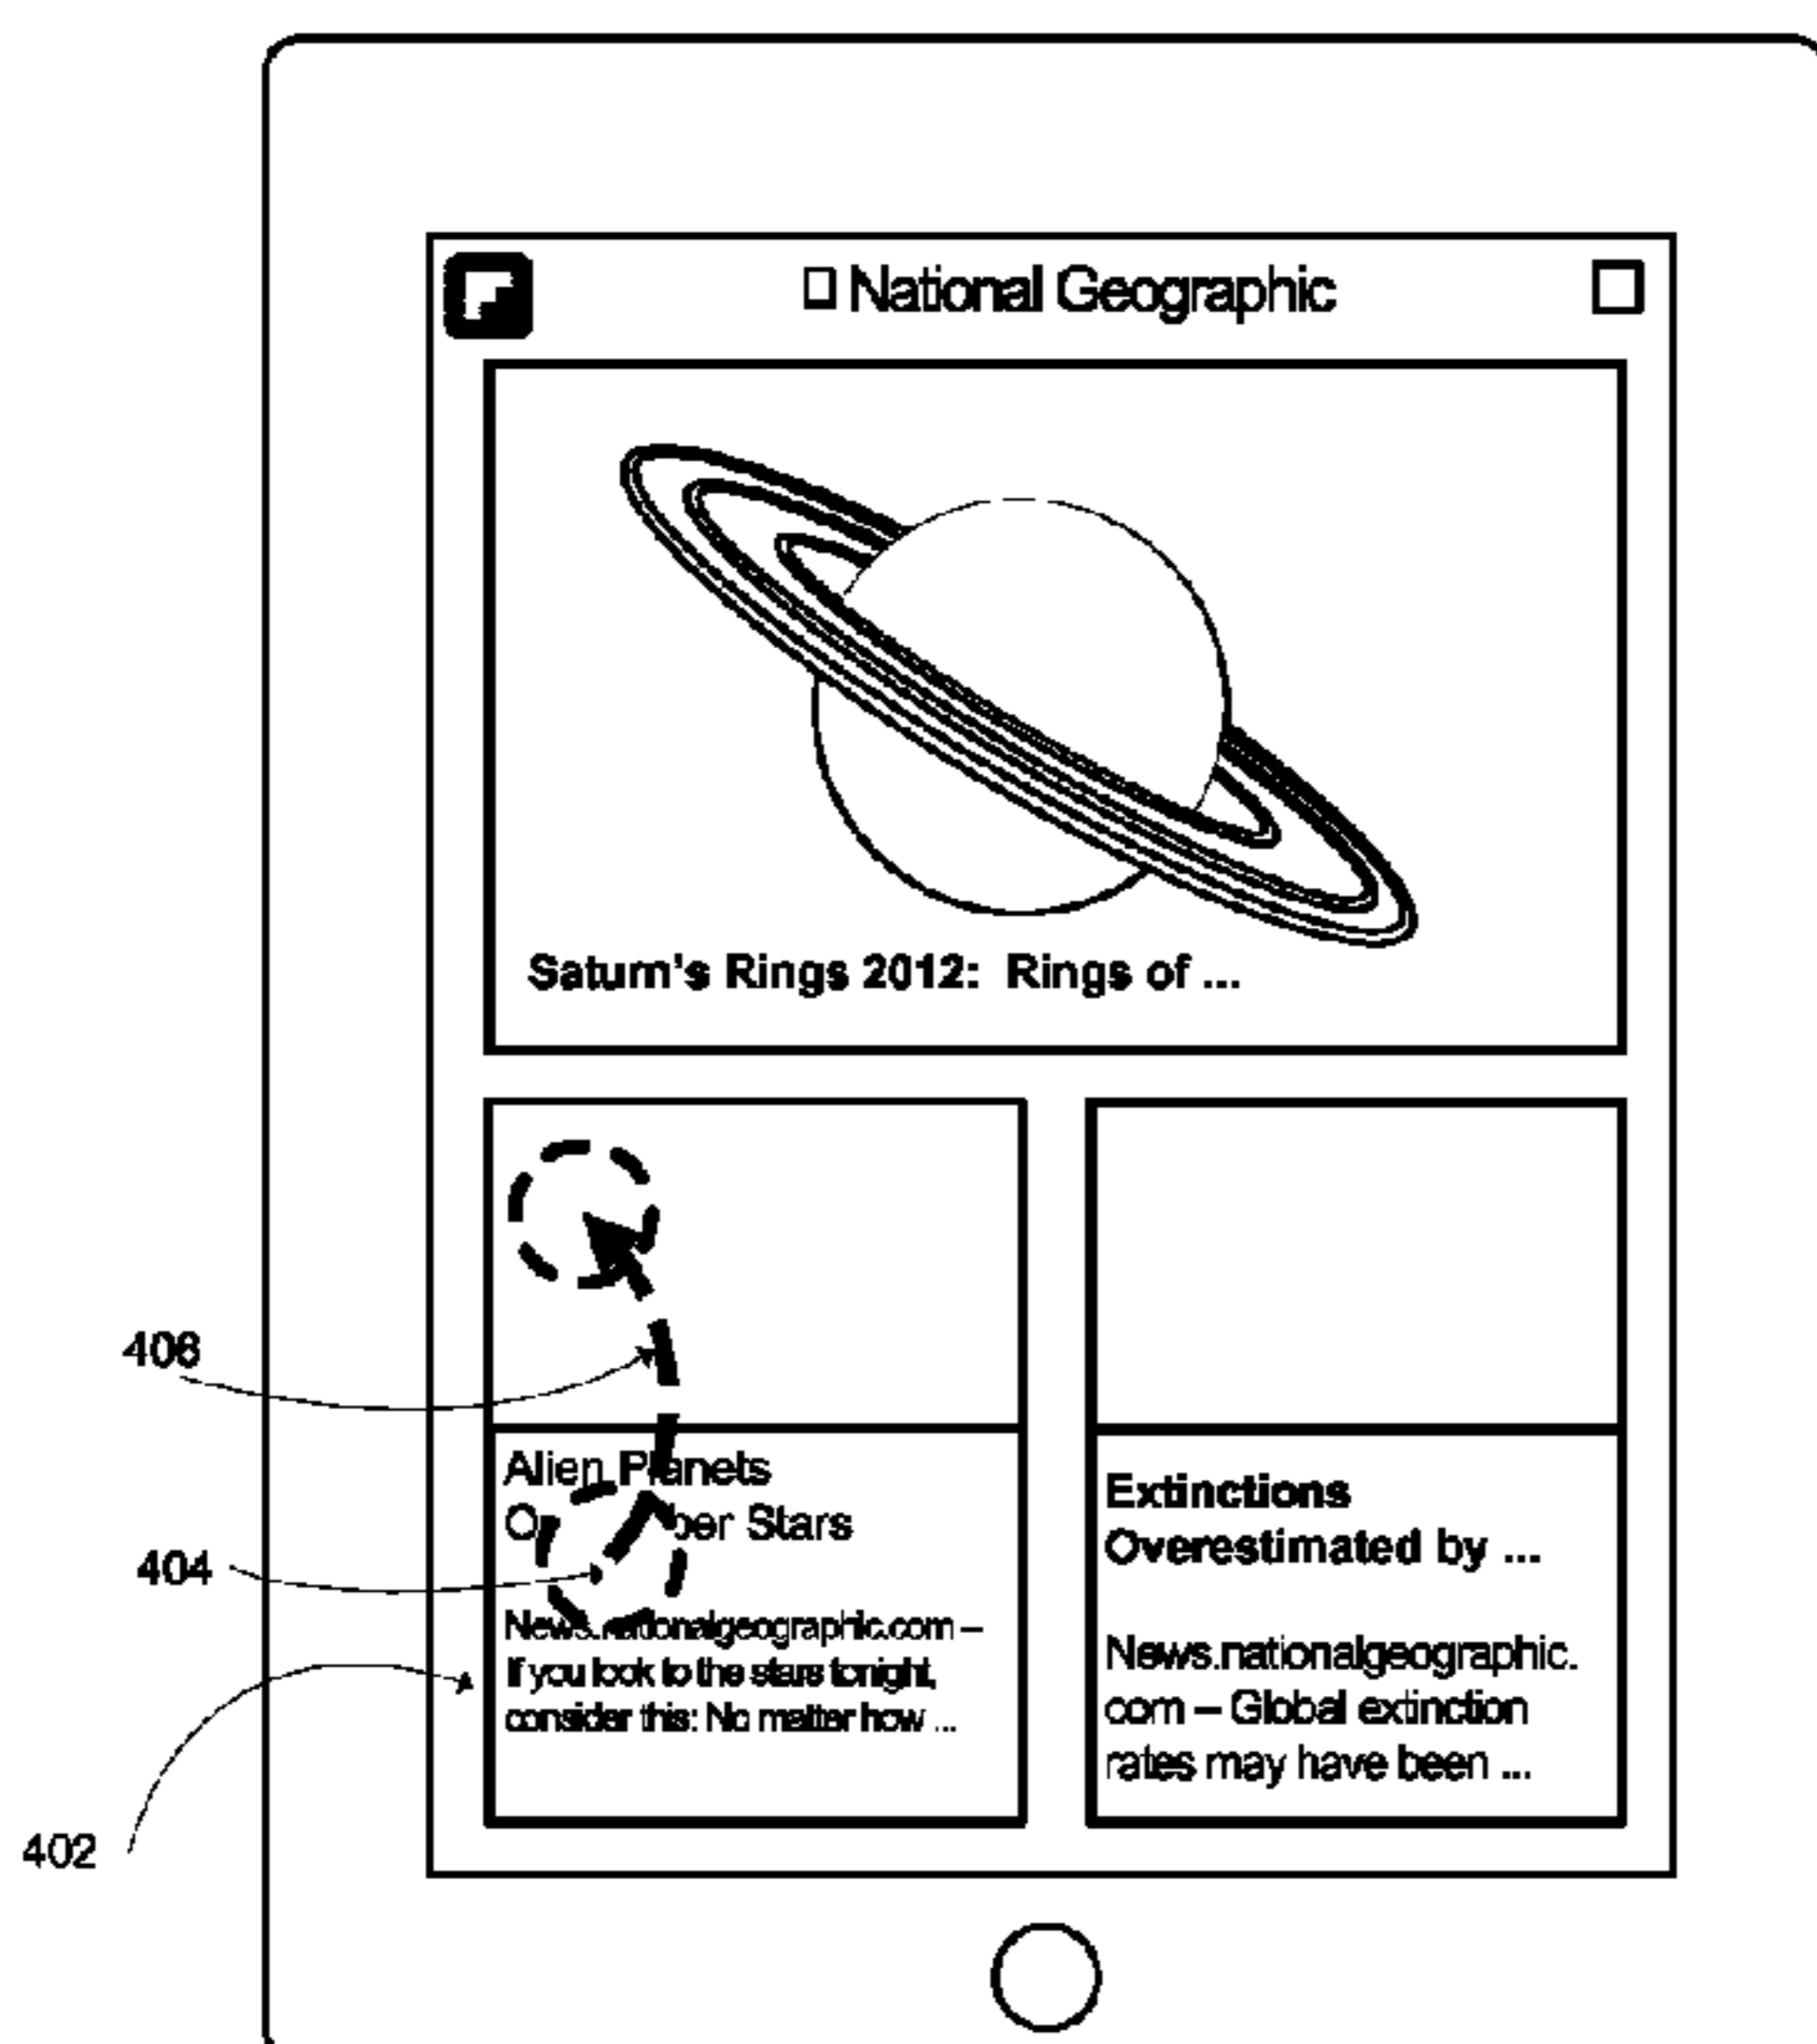 National Geographic
Saturn's Rings 2012: Rings of ...
406
Alien Planets
Stars
404
News.nationalgeographic.com –
If you look to the stars tonight,
consider this: No matter how ...
402
Extinctions
Overestimated by ...
News.nationalgeographic.
com – Global extinction
rates may have been ...